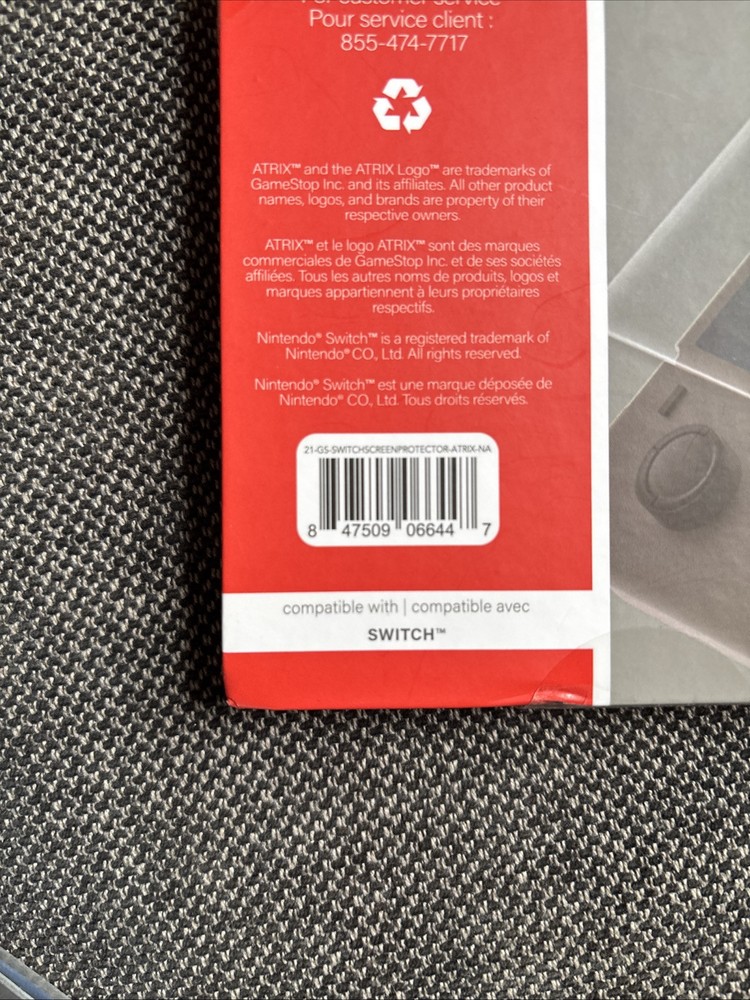 For customer service
Pour service client :
855-474-7717
ATRIX™ and the ATRIX Logo™ are trademarks of
GameStop Inc. and its affiliates. All other product
names, logos, and brands are property of their
respective owners.
ATRIX™ et le logo ATRIX™ sont des marques
commerciales de GameStop Inc. et de ses sociétés
affiliées. Tous les autres noms de produits, logos et
marques appartiennent à leurs propriétaires
respectifs.
Nintendo® Switch™ is a registered trademark of
Nintendo® CO., Ltd. All rights reserved.
Nintendo® Switch™ est une marque déposée de
Nintendo® CO., Ltd. Tous droits réservés.
21-GS-SWITCHSCREENPROTECTOR-ATRIX-NA
8 47509 06644 7
compatible with | compatible avec
SWITCH™